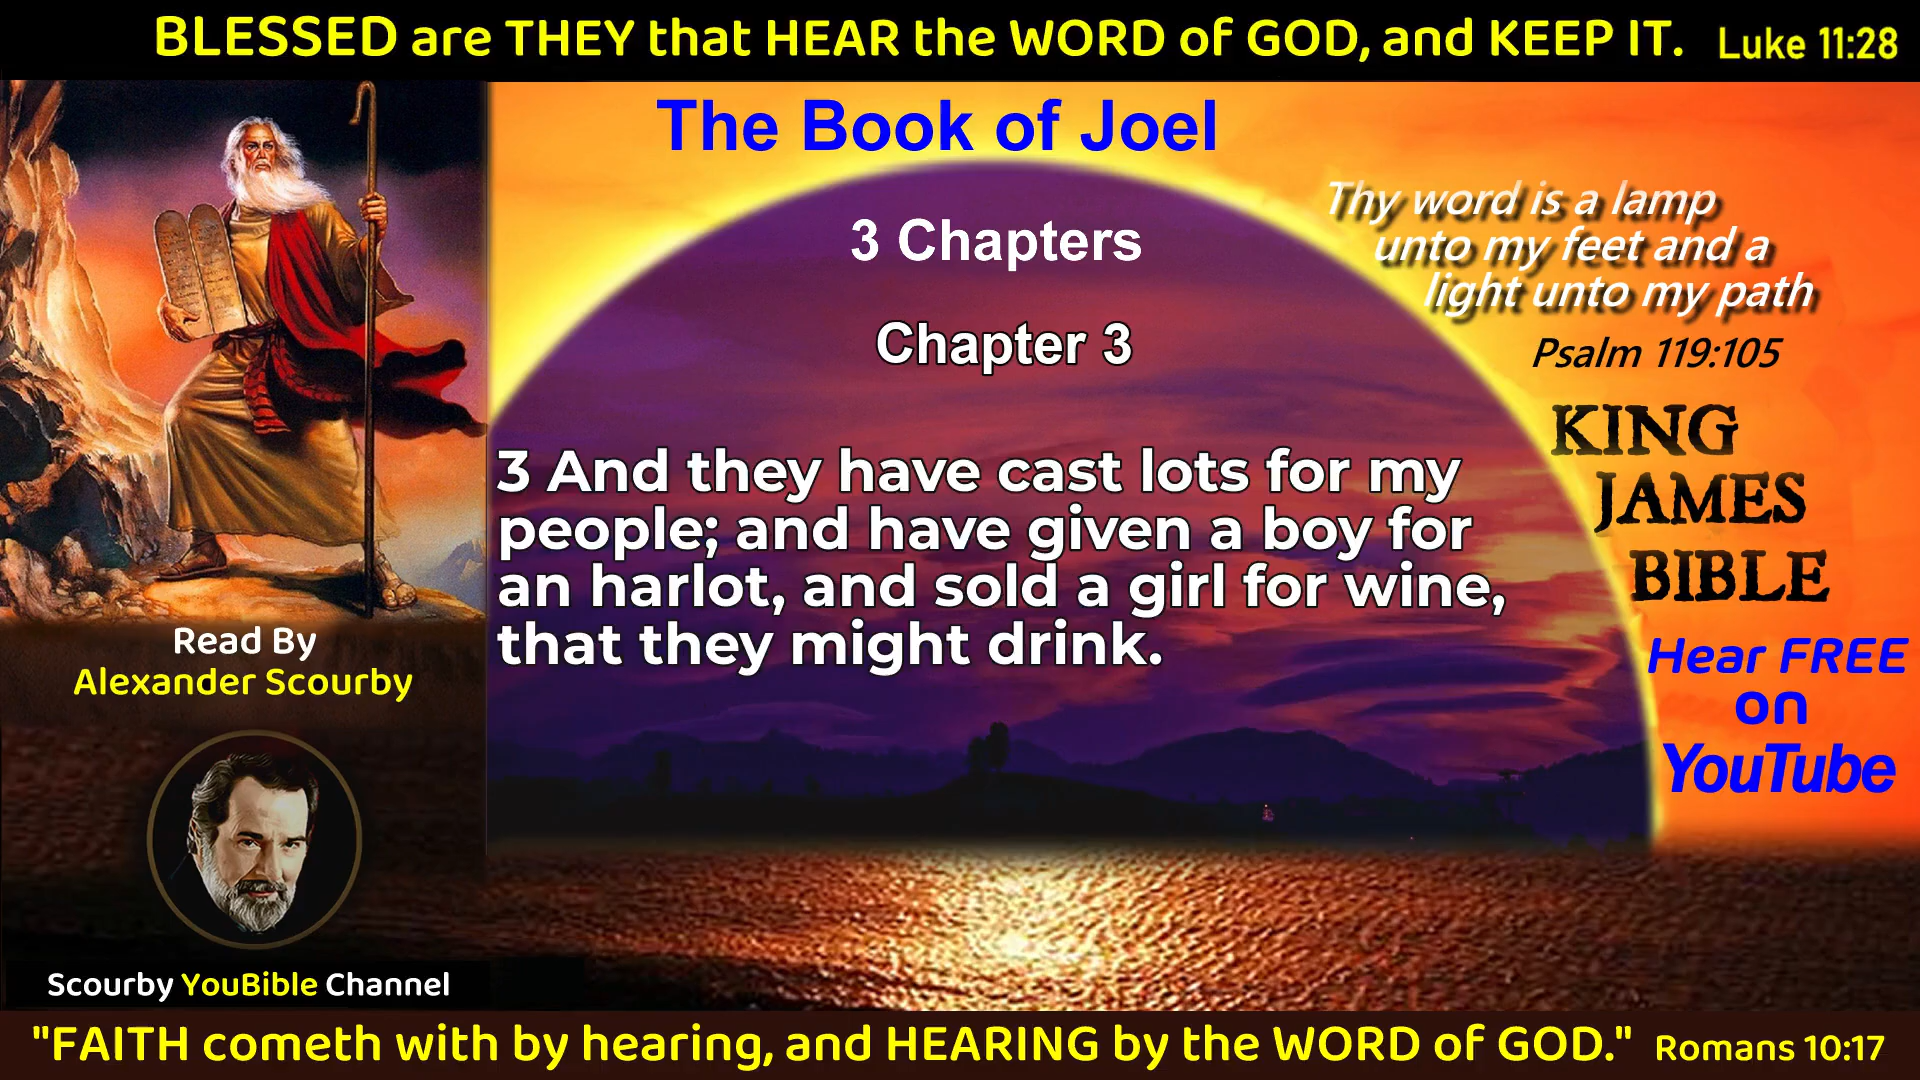 BLESSED are THEY that HEAR the WORD of GOD, and KEEP IT. Luke 11:28
The Book of Joel
3 Chapters
Chapter 3
3 And they have cast lots for my
people; and have given a boy for
an harlot, and sold a girl for wine,
that they might drink.
Thy word is a lamp
unto my feet and a
light unto my path
Psalm 119:105
KING
JAMES
BIBLE
Hear FREE
on
YouTube
Read By
Alexander Scourby
Scourby YouBible Channel
"FAITH cometh with by hearing, and HEARING by the WORD of GOD." Romans 10:17